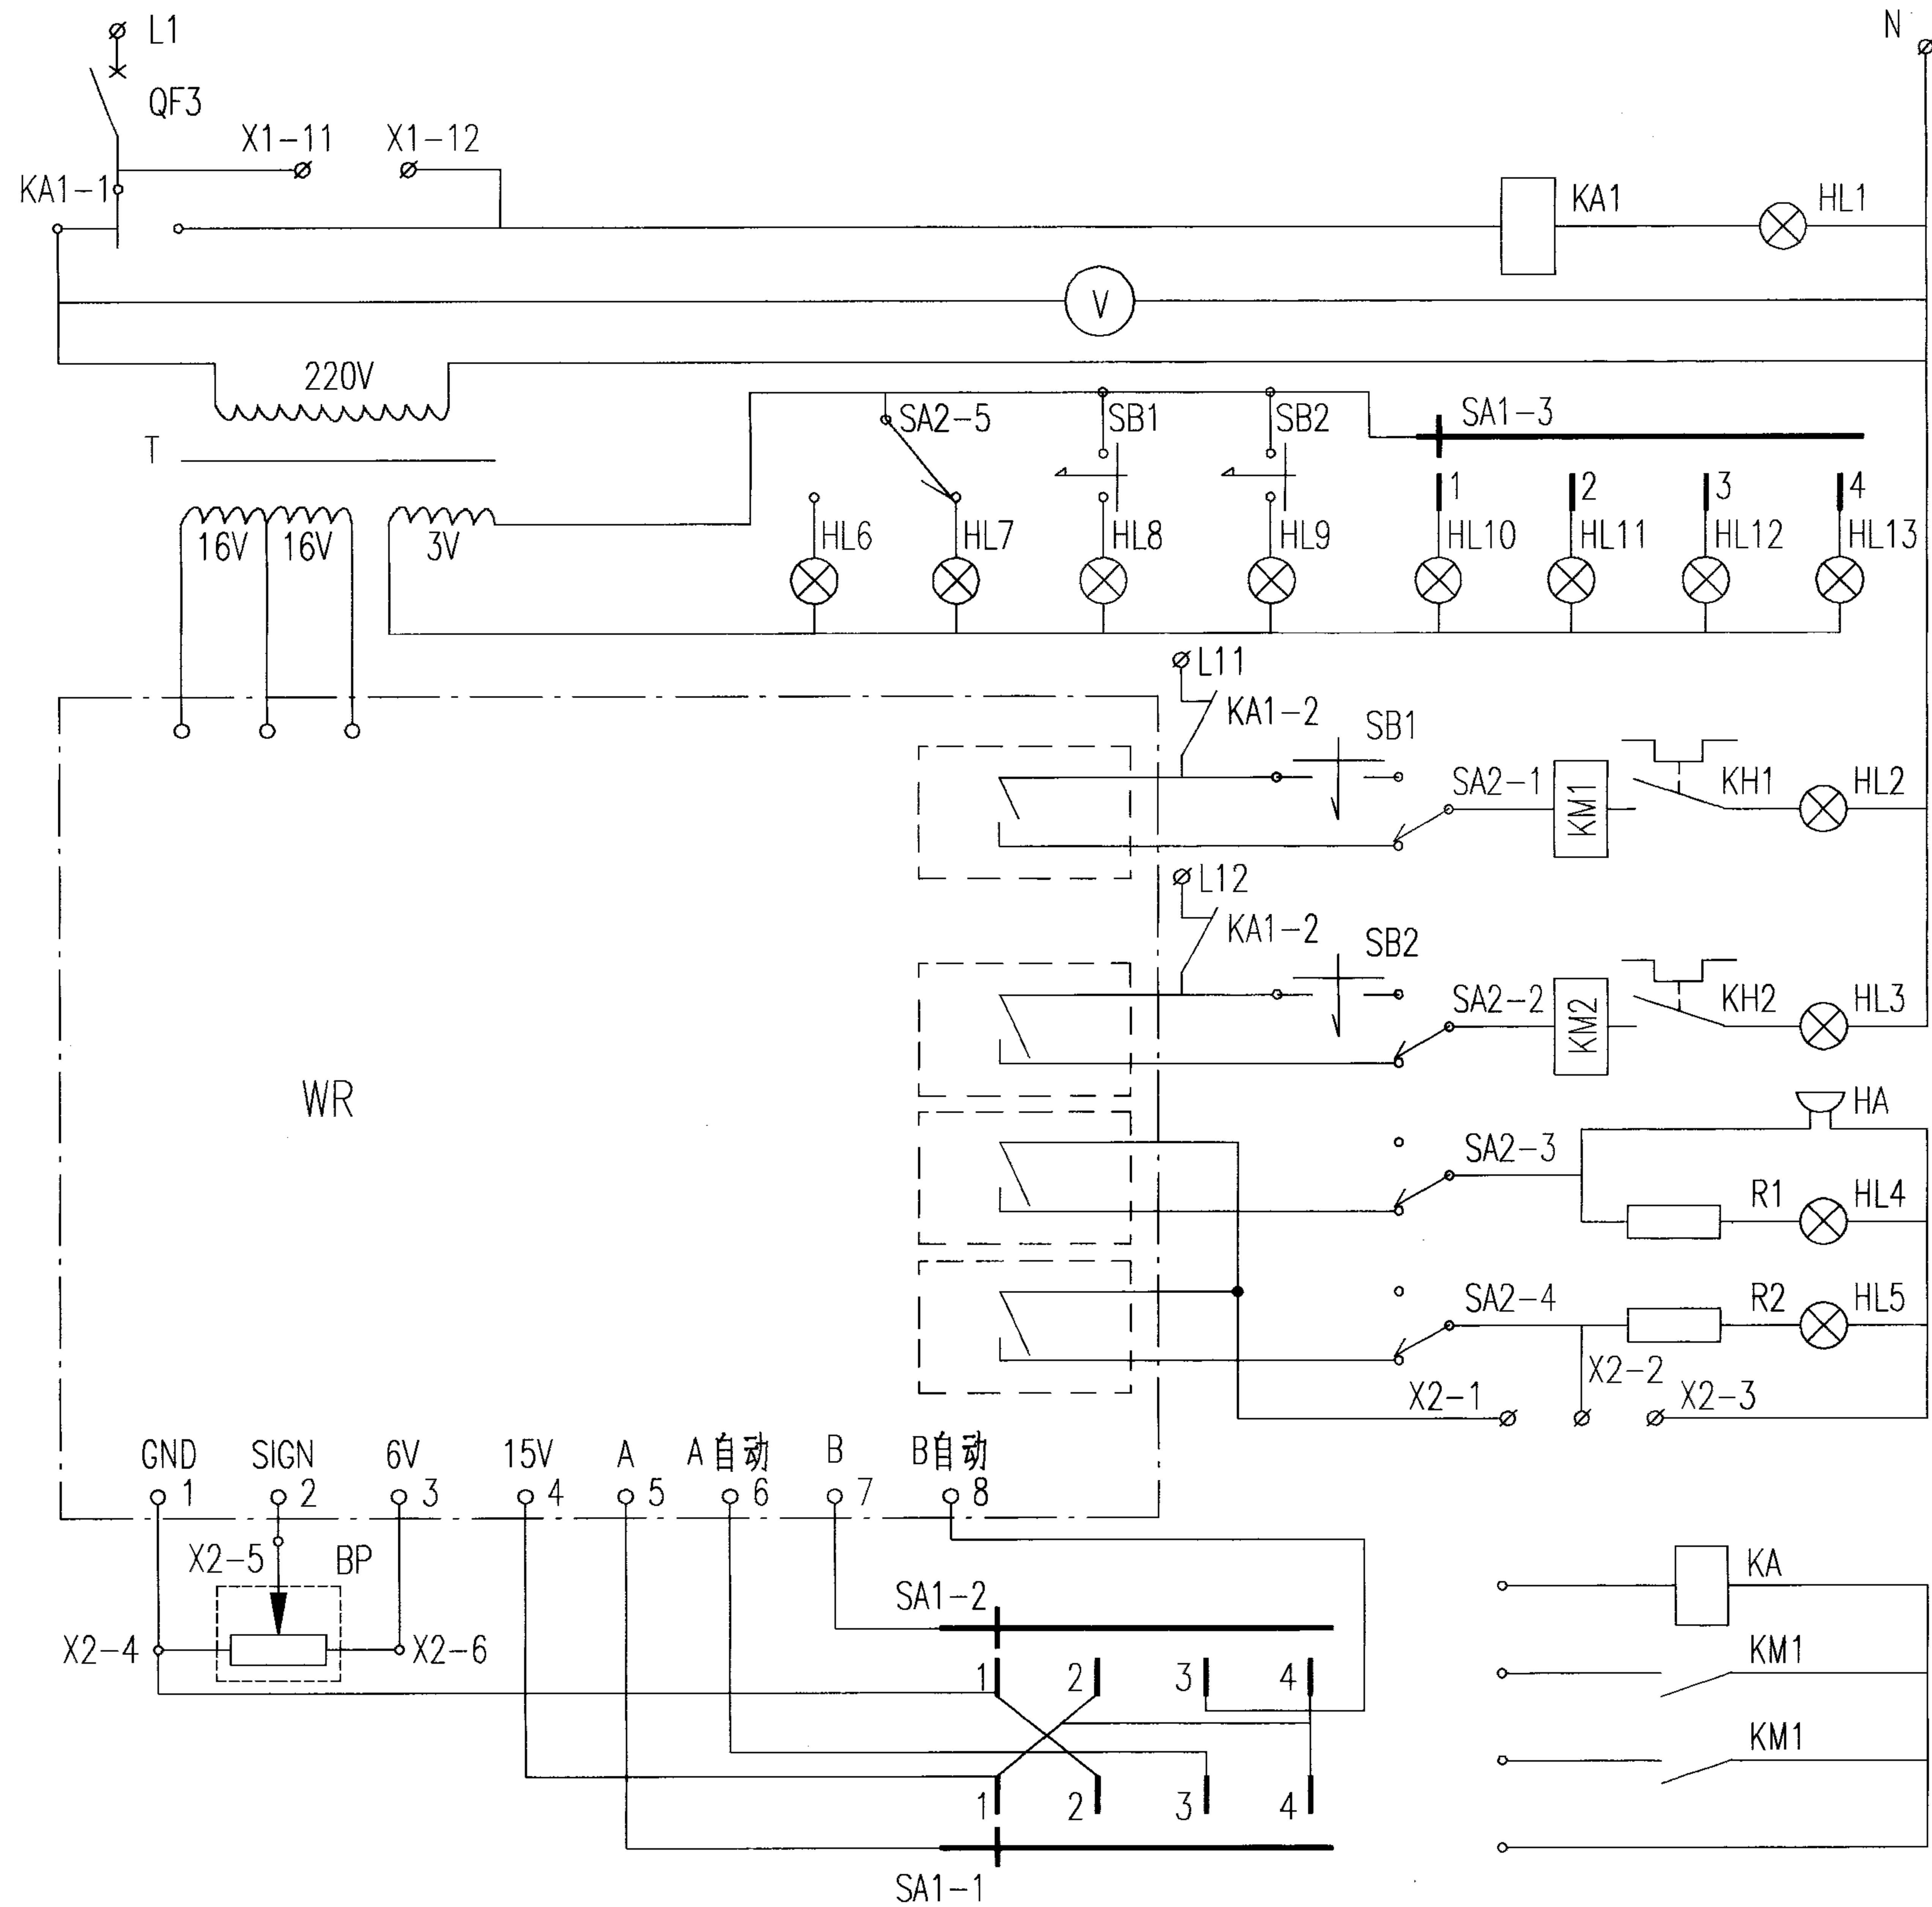 L1
N
QF3
X1-11
X1-12
KA1-1
KA1
HL1
V
220V
SA2-5
SB1
SB2
SA1-3
T
1
2
3
4
16V
16V
3V
HL6
HL7
HL8
HL9
HL10
HL11
HL12
HL13
L11
KA1-2
SB1
SA2-1
KM1
KH1
HL2
L12
KA1-2
SB2
SA2-2
KM2
KH2
HL3
WR
HA
SA2-3
R1
HL4
SA2-4
R2
HL5
X2-1
X2-2
X2-3
GND
SIGN
6V
15V
A
A自动
B
B自动
1
2
3
4
5
6
7
8
X2-5
BP
KA
SA1-2
X2-4
X2-6
KM1
1
2
3
4
KM1
1
2
3
4
SA1-1